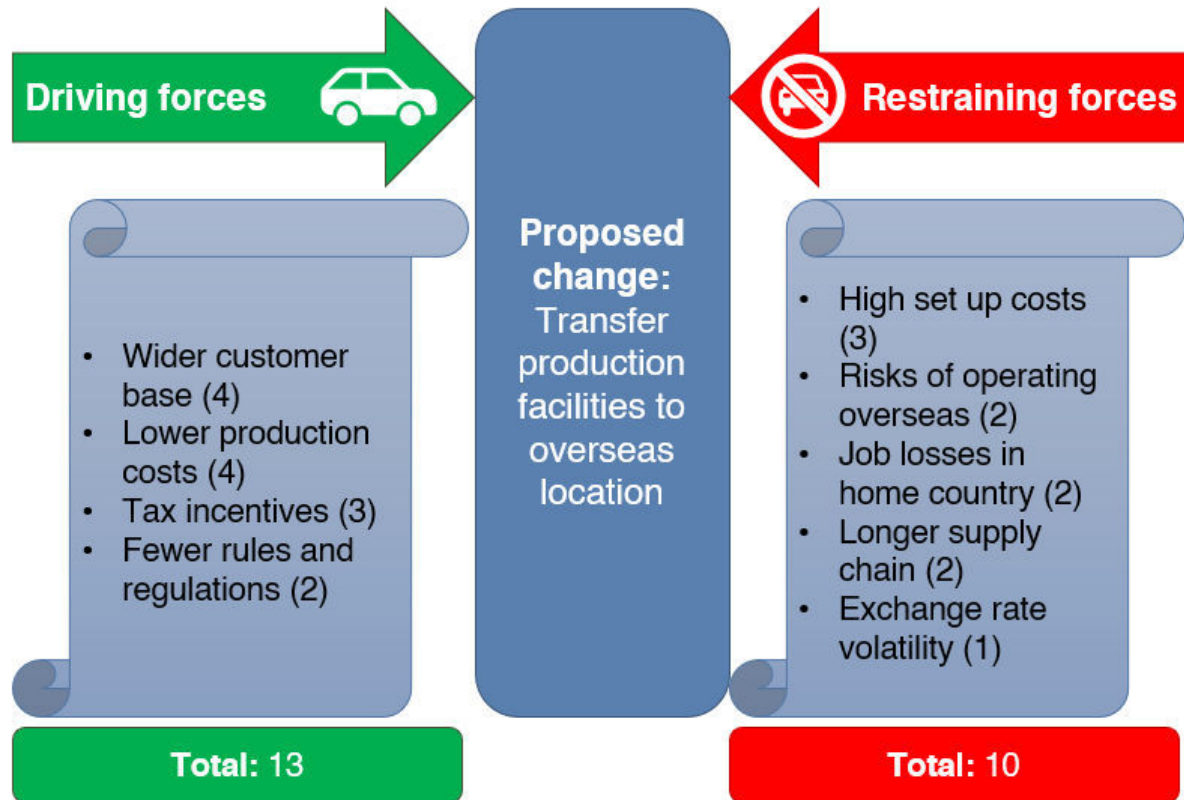 Driving forces
Restraining forces
Proposed
change:
Transfer
production
facilities to
overseas
location
• Wider customer
base (4)
• Lower production
costs (4)
• Tax incentives (3)
• Fewer rules and
regulations (2)
• High set up costs
(3)
• Risks of operating
overseas (2)
• Job losses in
home country (2)
• Longer supply
chain (2)
• Exchange rate
volatility (1)
Total: 13
Total: 10